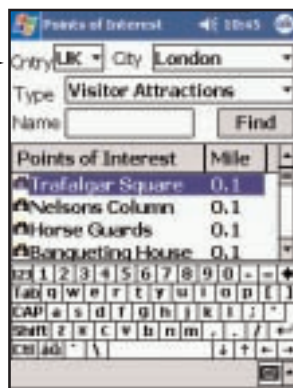 Points of Interest 10:45
Cntry UK City London
Type Visitor Attractions
Name Find
Points of Interest Mile
Trafalgar Square 0.1
Nelsons Column 0.1
Horse Guards 0.1
Banqueting House 0.1
123 1 2 3 4 5 6 7 8 9 0 - =
Tab q w e r t y u i o p [ ]
CAP a s d f g h j k l ; '
Shift z x c v b n m , . /
Ctl áü ` \